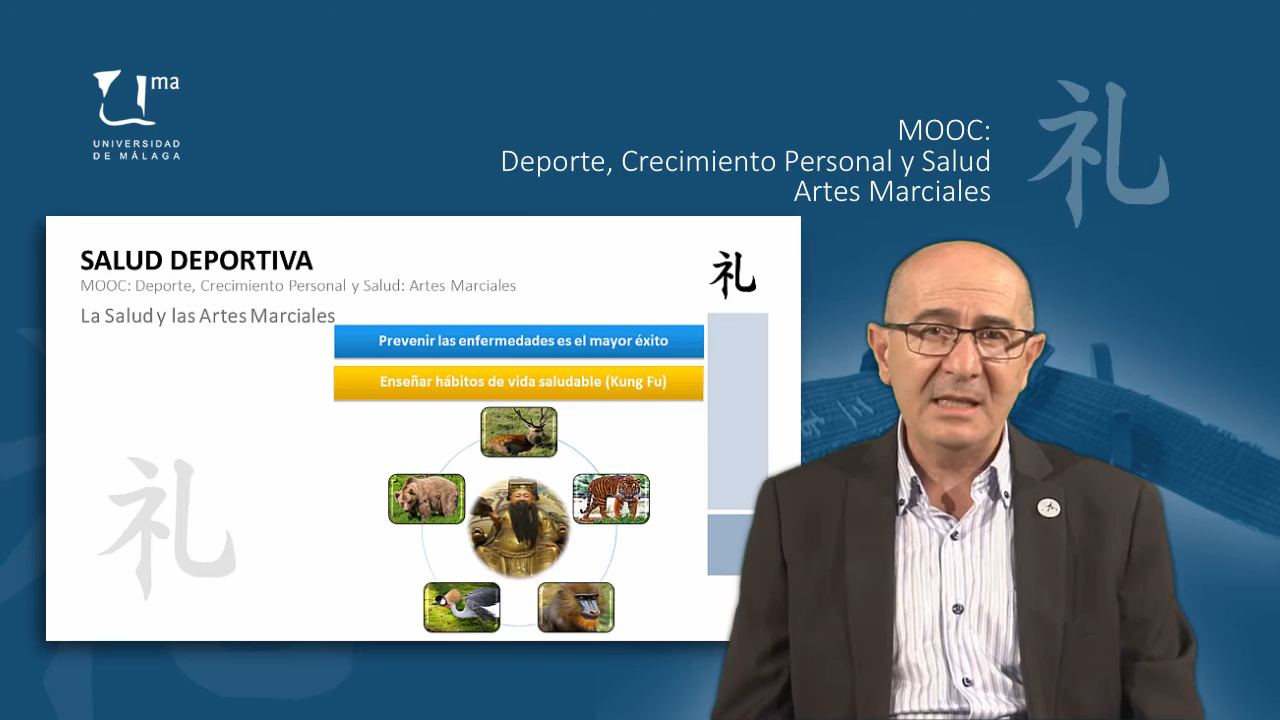 ma
UNIVERSIDAD
DE MÁLAGA
MOOC:
Deporte, Crecimiento Personal y Salud
Artes Marciales
礼
SALUD DEPORTIVA
MOOC: Deporte, Crecimiento Personal y Salud: Artes Marciales
La Salud y las Artes Marciales
礼
Prevenir las enfermedades es el mayor éxito
Enseñar hábitos de vida saludable (Kung Fu)
礼